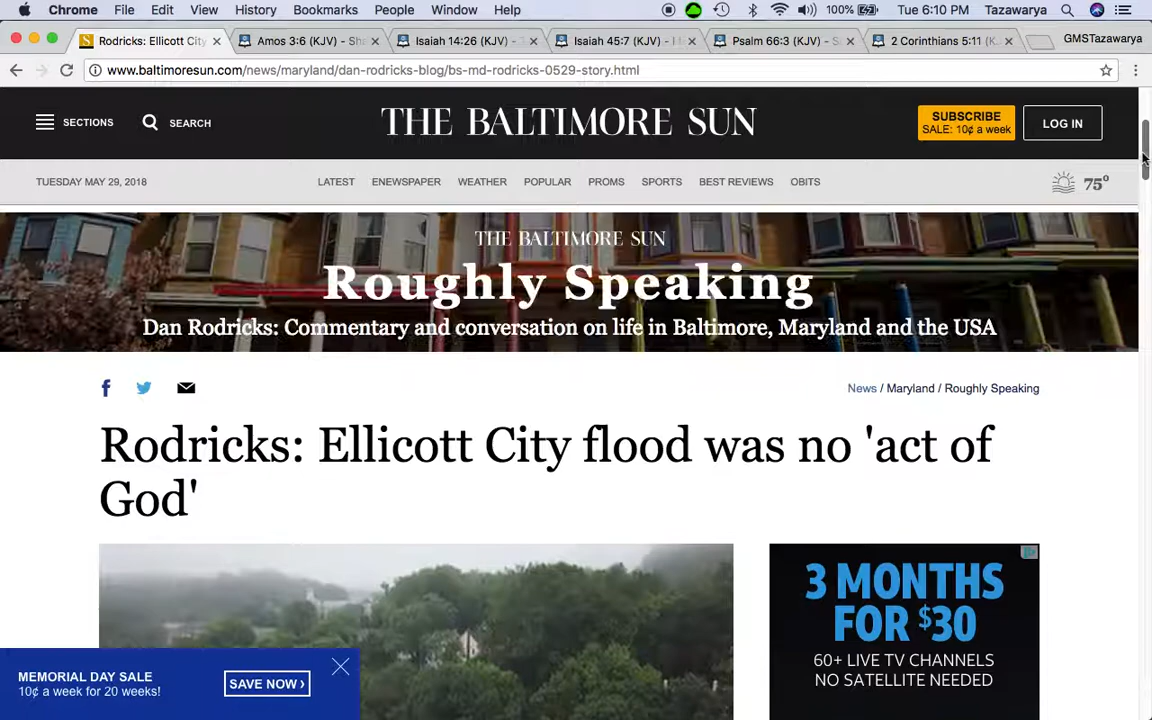 Chrome File Edit View History Bookmarks People Window Help 100% Tue 6:10 PM Tazawarya
Rodricks: Ellicott City Amos 3:6 (KJV) - Sha Isaiah 14:26 (KJV) - T Isaiah 45:7 (KJV) - I Psalm 66:3 (KJV) - S 2 Corinthians 5:11 (K GMSTazawarya
www.baltimoresun.com/news/maryland/dan-rodricks-blog/bs-md-rodricks-0529-story.html
SECTIONS SEARCH THE BALTIMORE SUN SUBSCRIBE LOG IN
SALE: 10¢ a week
TUESDAY MAY 29, 2018 LATEST ENEWSPAPER WEATHER POPULAR PROMS SPORTS BEST REVIEWS OBITS 75°
THE BALTIMORE SUN
Roughly Speaking
Dan Rodricks: Commentary and conversation on life in Baltimore, Maryland and the USA
News / Maryland / Roughly Speaking
Rodricks: Ellicott City flood was no 'act of
God'
3 MONTHS
FOR $30
60+ LIVE TV CHANNELS
NO SATELLITE NEEDED
MEMORIAL DAY SALE
10¢ a week for 20 weeks!
SAVE NOW ›